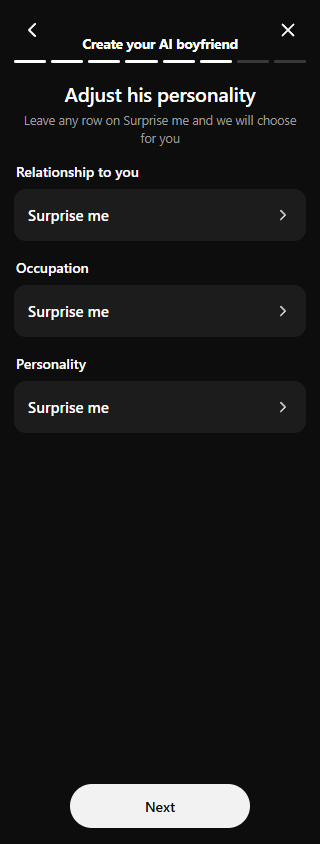 Create your AI boyfriend
Adjust his personality
Leave any row on Surprise me and we will choose
for you
Relationship to you
Surprise me
Occupation
Surprise me
Personality
Surprise me
Next